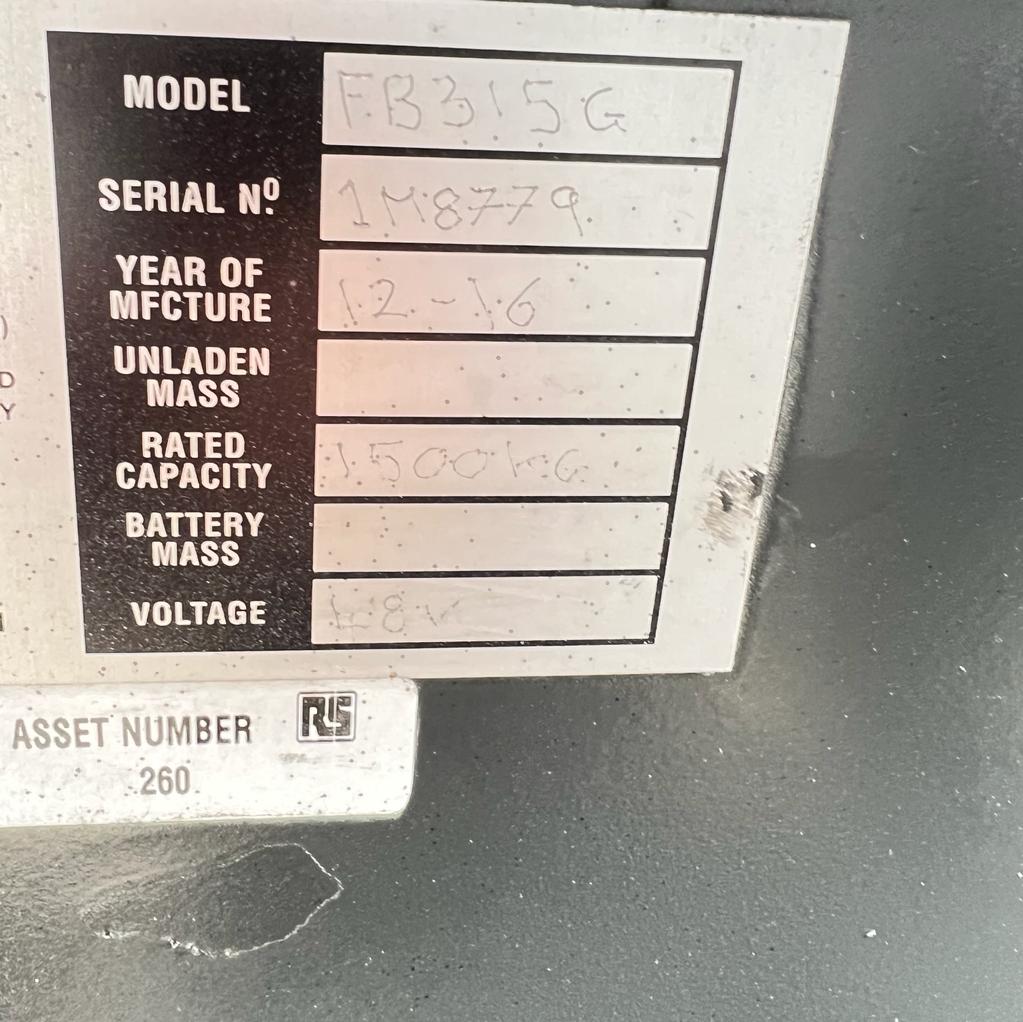 MODEL FB315G
SERIAL Nº. 1M8779
YEAR OF
MFCTURE 12-16
UNLADEN
MASS
RATED
CAPACITY 1500KG
BATTERY
MASS
VOLTAGE 48V
ASSET NUMBER RS
260
)
D
Y